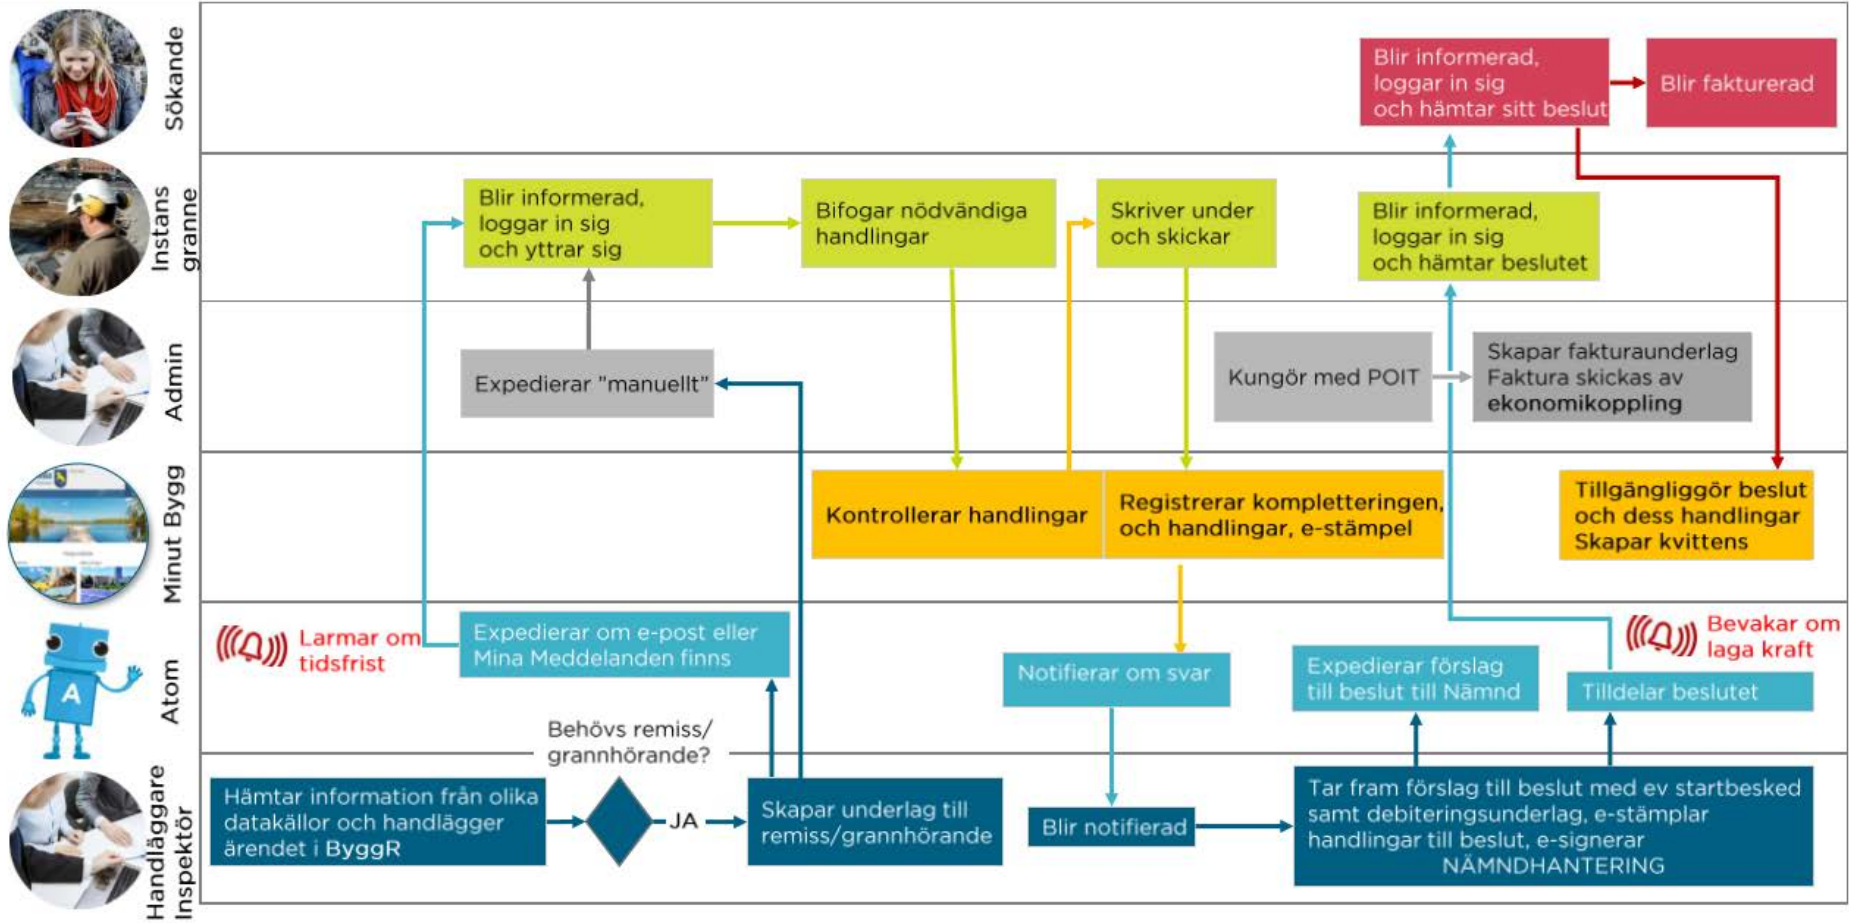 Sökande
Blir informerad,
loggar in sig
och hämtar sitt beslut
Blir fakturerad
Instans
granne
Blir informerad,
loggar in sig
och yttrar sig
Bifogar nödvändiga
handlingar
Skriver under
och skickar
Blir informerad,
loggar in sig
och hämtar beslutet
Admin
Expedierar ”manuellt”
Kungör med POIT
Skapar fakturaunderlag
Faktura skickas av
ekonomikoppling
Minut Bygg
Kontrollerar handlingar
Registrerar kompletteringen,
och handlingar, e-stämpel
Tillgängliggör beslut
och dess handlingar
Skapar kvittens
Atom
A
Larmar om
tidsfrist
Expedierar om e-post eller
Mina Meddelanden finns
Notifierar om svar
Expedierar förslag
till beslut till Nämnd
Tilldelar beslutet
Bevakar om
laga kraft
Handläggare
Inspektör
Hämtar information från olika
datakällor och handlägger
ärendet i ByggR
Behövs remiss/
grannhörande?
JA
Skapar underlag till
remiss/grannhörande
Blir notifierad
Tar fram förslag till beslut med ev startbesked
samt debiteringsunderlag, e-stämplar
handlingar till beslut, e-signerar
NÄMNDHANTERING